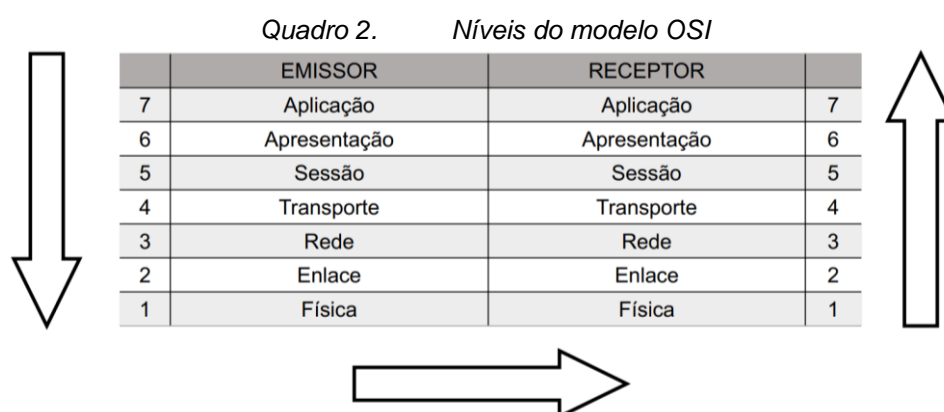 Quadro 2. Níveis do modelo OSI
EMISSOR RECEPTOR
7 Aplicação Aplicação 7
6 Apresentação Apresentação 6
5 Sessão Sessão 5
4 Transporte Transporte 4
3 Rede Rede 3
2 Enlace Enlace 2
1 Física Física 1